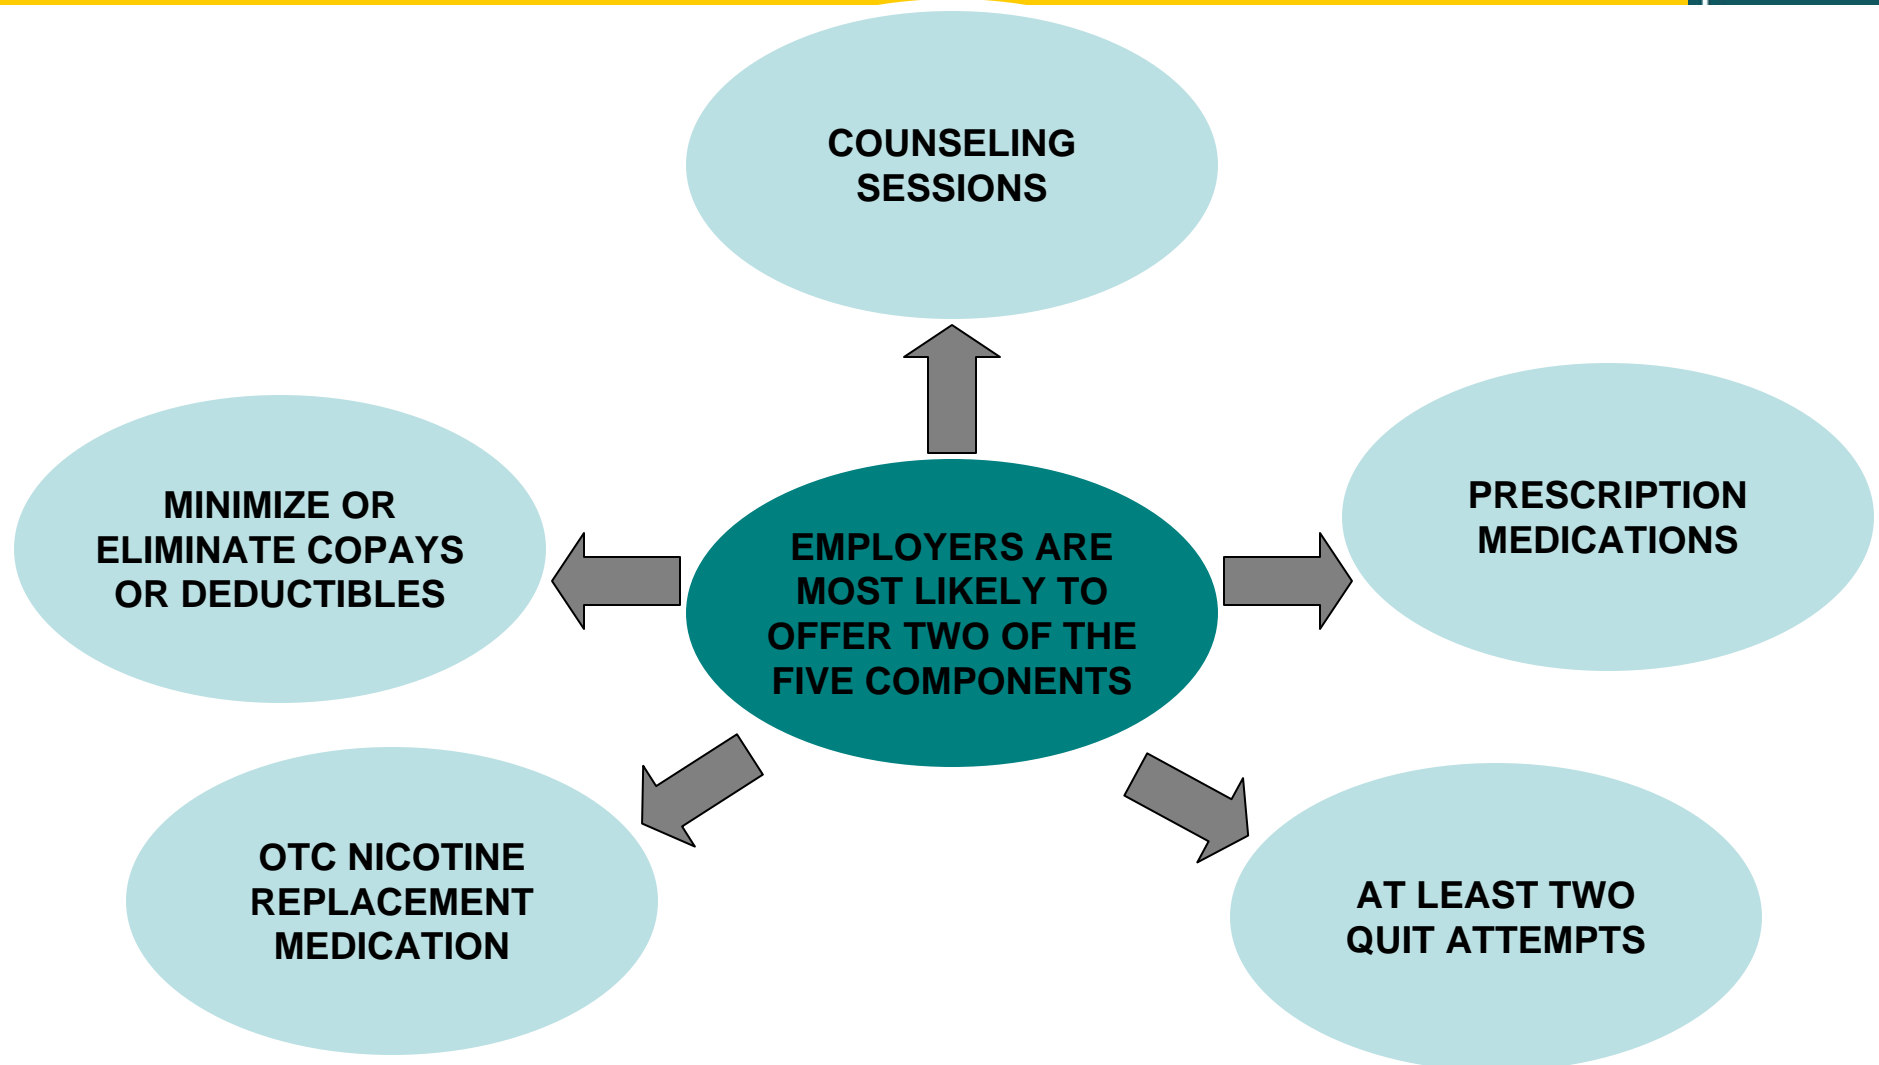 COUNSELING
SESSIONS
MINIMIZE OR
ELIMINATE COPAYS
OR DEDUCTIBLES
EMPLOYERS ARE
MOST LIKELY TO
OFFER TWO OF THE
FIVE COMPONENTS
PRESCRIPTION
MEDICATIONS
OTC NICOTINE
REPLACEMENT
MEDICATION
AT LEAST TWO
QUIT ATTEMPTS